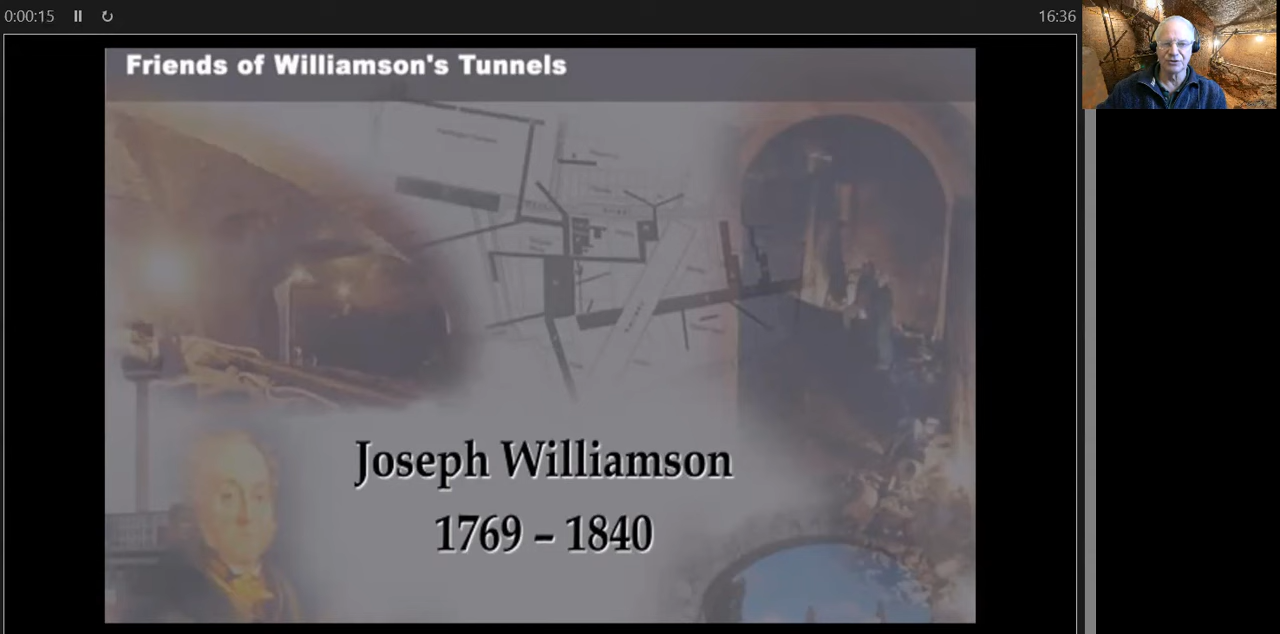 0:00:15
16:36
Friends of Williamson's Tunnels
Joseph Williamson
1769 – 1840